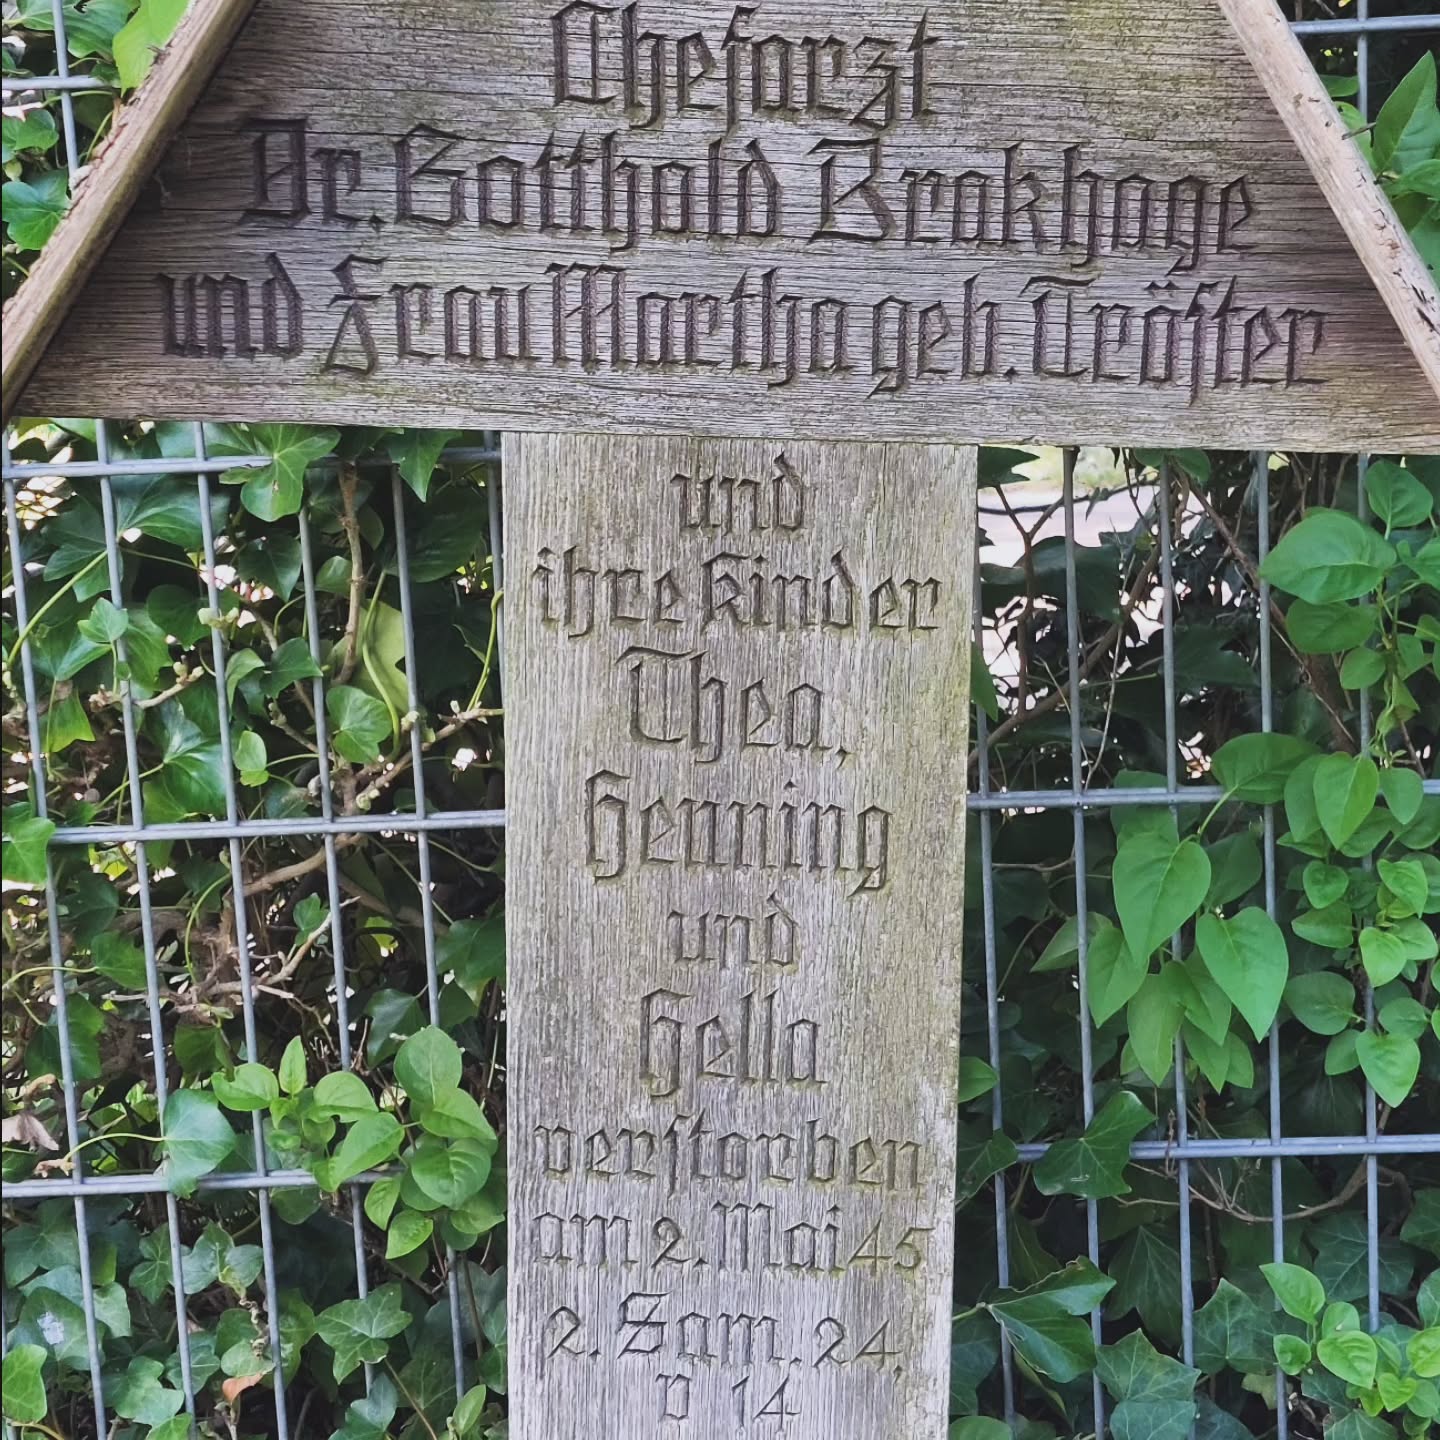 Chefarzt
Dr. Gotthold Brakhage
und Frau Martha geb. Tröster
und
ihre Kinder
Thea,
Henning
und
Hella
verstorben
am 2. Mai 45
2. Sam. 24,
v 14